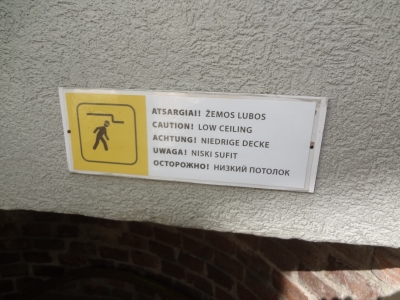 ATSARGIAI! ŽEMOS LUBOS
CAUTION! LOW CEILING
ACHTUNG! NIEDRIGE DECKE
UWAGA! NISKI SUFIT
ОСТОРОЖНО! НИЗКИЙ ПОТОЛОК